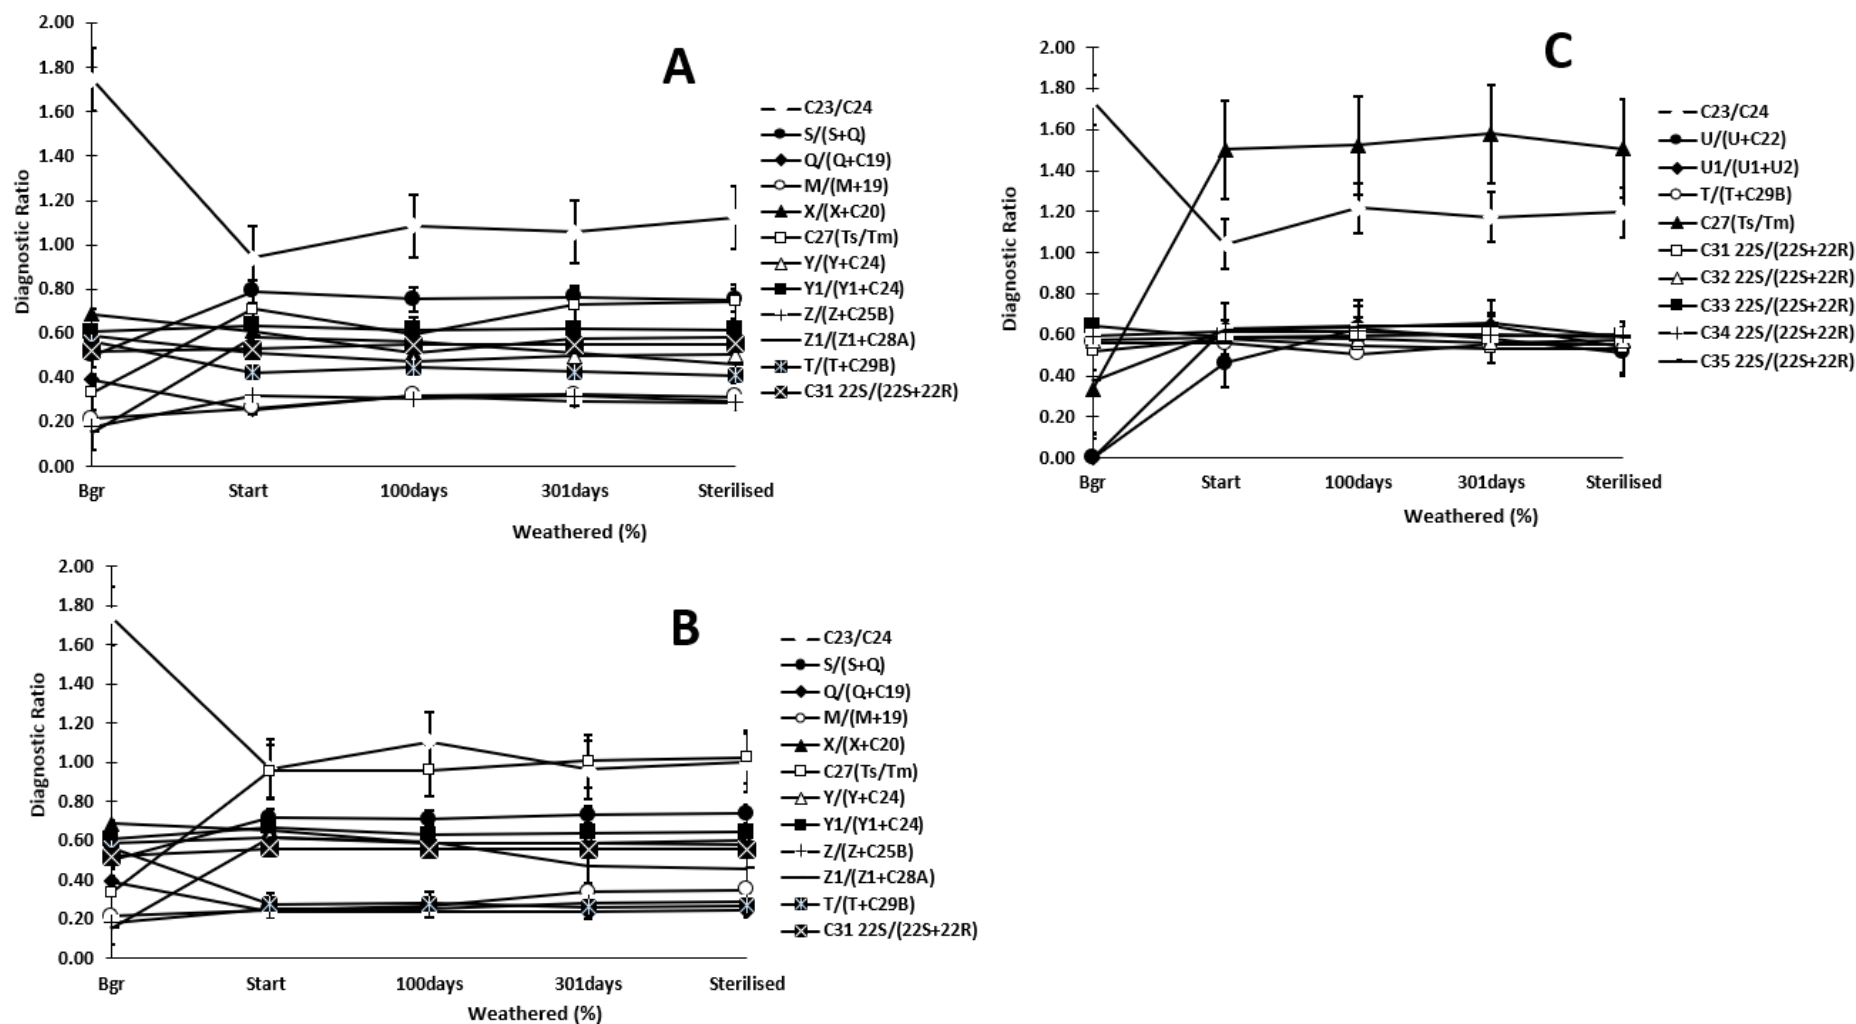 A
Diagnostic Ratio
2.00
1.80
1.60
1.40
1.20
1.00
0.80
0.60
0.40
0.20
0.00
Bgr Start 100days 301days Sterilised
Weathered (%)
C23/C24
S/(S+Q)
Q/(Q+C19)
M/(M+19)
X/(X+C20)
C27(Ts/Tm)
Y/(Y+C24)
Y1/(Y1+C24)
Z/(Z+C25B)
Z1/(Z1+C28A)
T/(T+C29B)
C31 22S/(22S+22R)
C
Diagnostic Ratio
2.00
1.80
1.60
1.40
1.20
1.00
0.80
0.60
0.40
0.20
0.00
Bgr Start 100days 301days Sterilised
Weathered (%)
C23/C24
U/(U+C22)
U1/(U1+U2)
T/(T+C29B)
C27(Ts/Tm)
C31 22S/(22S+22R)
C32 22S/(22S+22R)
C33 22S/(22S+22R)
C34 22S/(22S+22R)
C35 22S/(22S+22R)
B
Diagnostic Ratio
2.00
1.80
1.60
1.40
1.20
1.00
0.80
0.60
0.40
0.20
0.00
Bgr Start 100days 301days Sterilised
Weathered (%)
C23/C24
S/(S+Q)
Q/(Q+C19)
M/(M+19)
X/(X+C20)
C27(Ts/Tm)
Y/(Y+C24)
Y1/(Y1+C24)
Z/(Z+C25B)
Z1/(Z1+C28A)
T/(T+C29B)
C31 22S/(22S+22R)